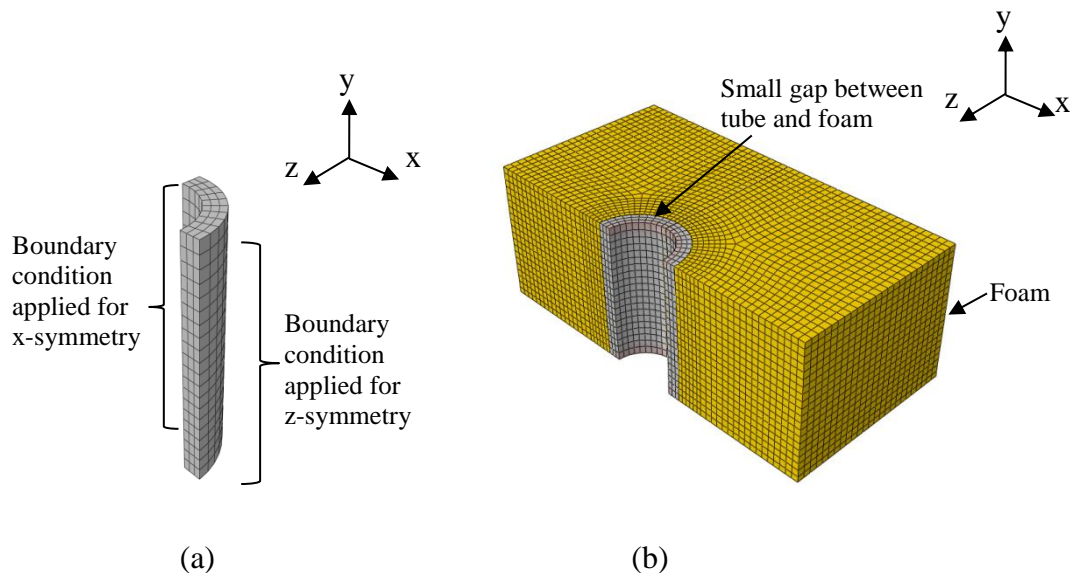 y
x
z
Boundary
condition
applied for
x-symmetry
Boundary
condition
applied for
z-symmetry
(a)
y
x
z
Small gap between
tube and foam
Foam
(b)